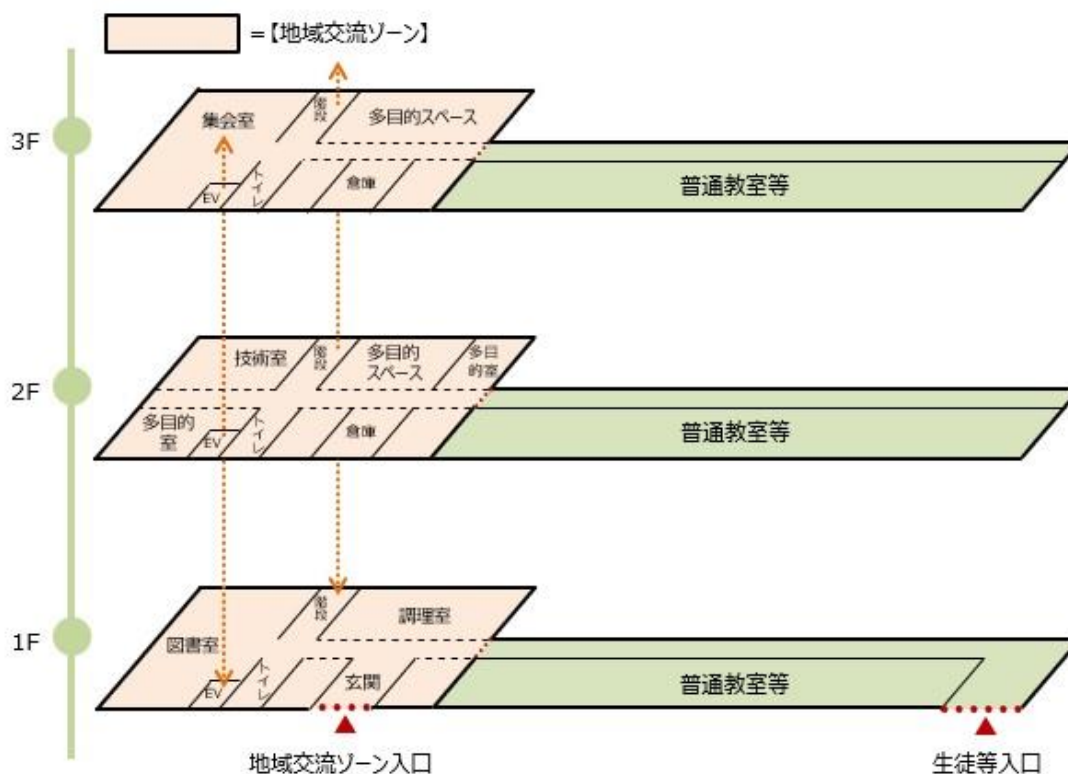 =【地域交流ゾーン】
3F
集会室
階段
多目的スペース
EV
トイレ
倉庫
普通教室等
2F
技術室
階段
多目的
スペース
多目
的室
多目的
室
EV
トイレ
倉庫
普通教室等
1F
図書室
階段
調理室
EV
トイレ
玄関
普通教室等
地域交流ゾーン入口
生徒等入口